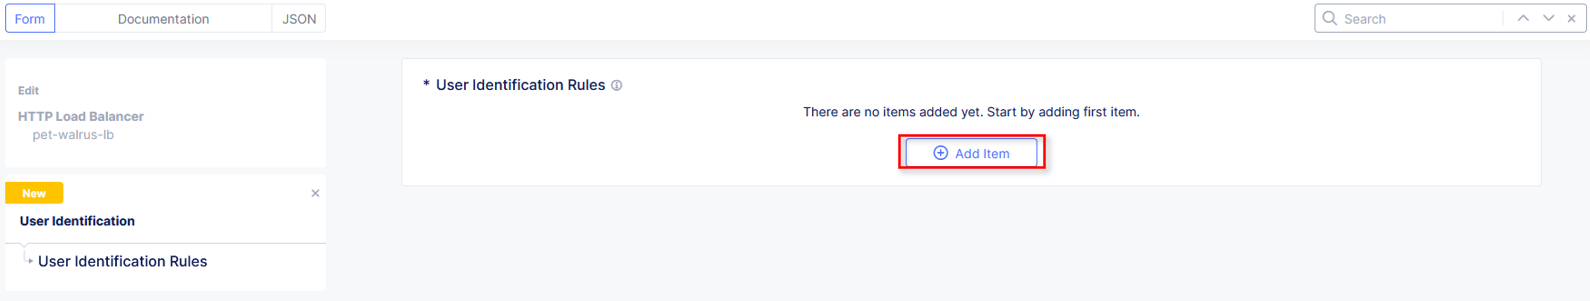 Form Documentation JSON
Search
Edit
HTTP Load Balancer
pet-walrus-lb
New
User Identification
User Identification Rules
* User Identification Rules
There are no items added yet. Start by adding first item.
Add Item